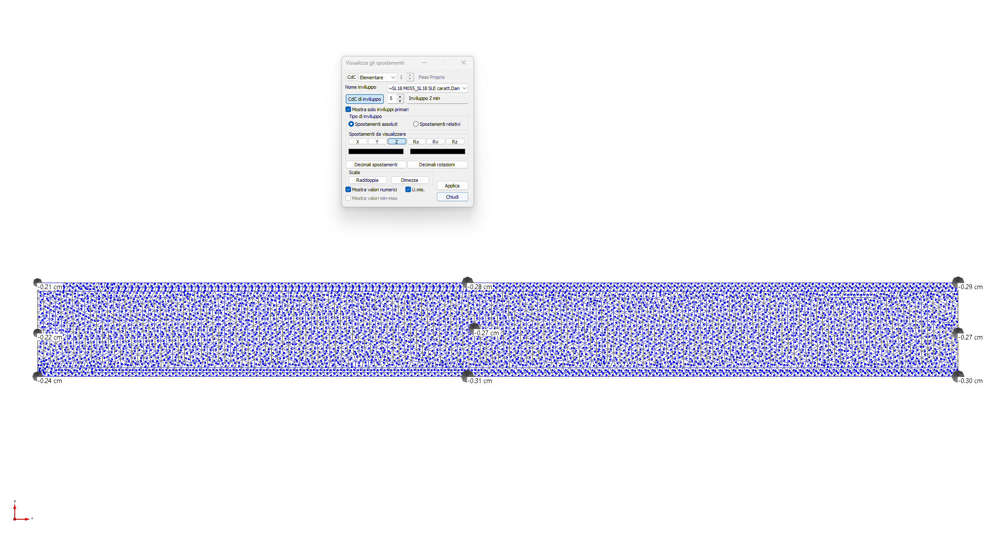 Visualizza gli spostamenti
CdC Elementare 1 Peso Proprio
Nome inviluppo ~SL18 M055_SL18 SLE caratt.Dan
CdC di inviluppo 5 Inviluppo Z min
Mostra solo inviluppi primari
Tipo di inviluppo
Spostamenti assoluti Spostamenti relativi
Spostamenti da visualizzare
X Y Z Rx Ry Rz
Decimali spostamenti Decimali rotazioni
Scala
Raddoppia Dimezza
Applica
Mostra valori numerici U.mis.
Chiudi
Mostra valori min-max
-0.21 cm -0.28 cm -0.29 cm
-0.27 cm
-0.22 cm -0.27 cm
-0.24 cm -0.31 cm -0.30 cm
y
x